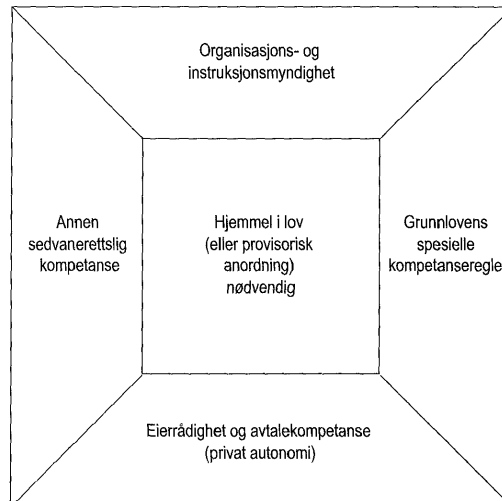 Organisasjons- og
instruksjonsmyndighet
Annen
sedvanerettslig
kompetanse
Hjemmel i lov
(eller provisorisk
anordning)
nødvendig
Grunnlovens
spesielle
kompetanseregle
Eierrådighet og avtalekompetanse
(privat autonomi)